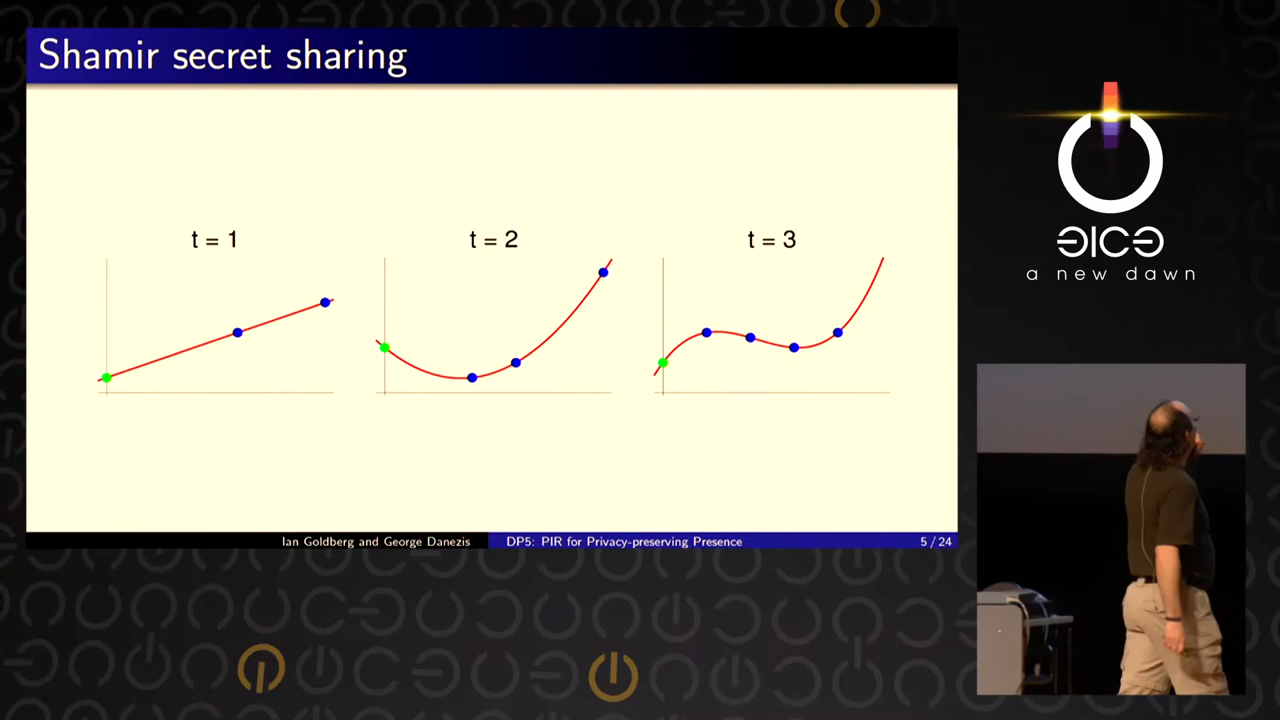 Shamir secret sharing
t = 1
t = 2
t = 3
Ian Goldberg and George Danezis
DP5: PIR for Privacy-preserving Presence
5 / 24
a new dawn